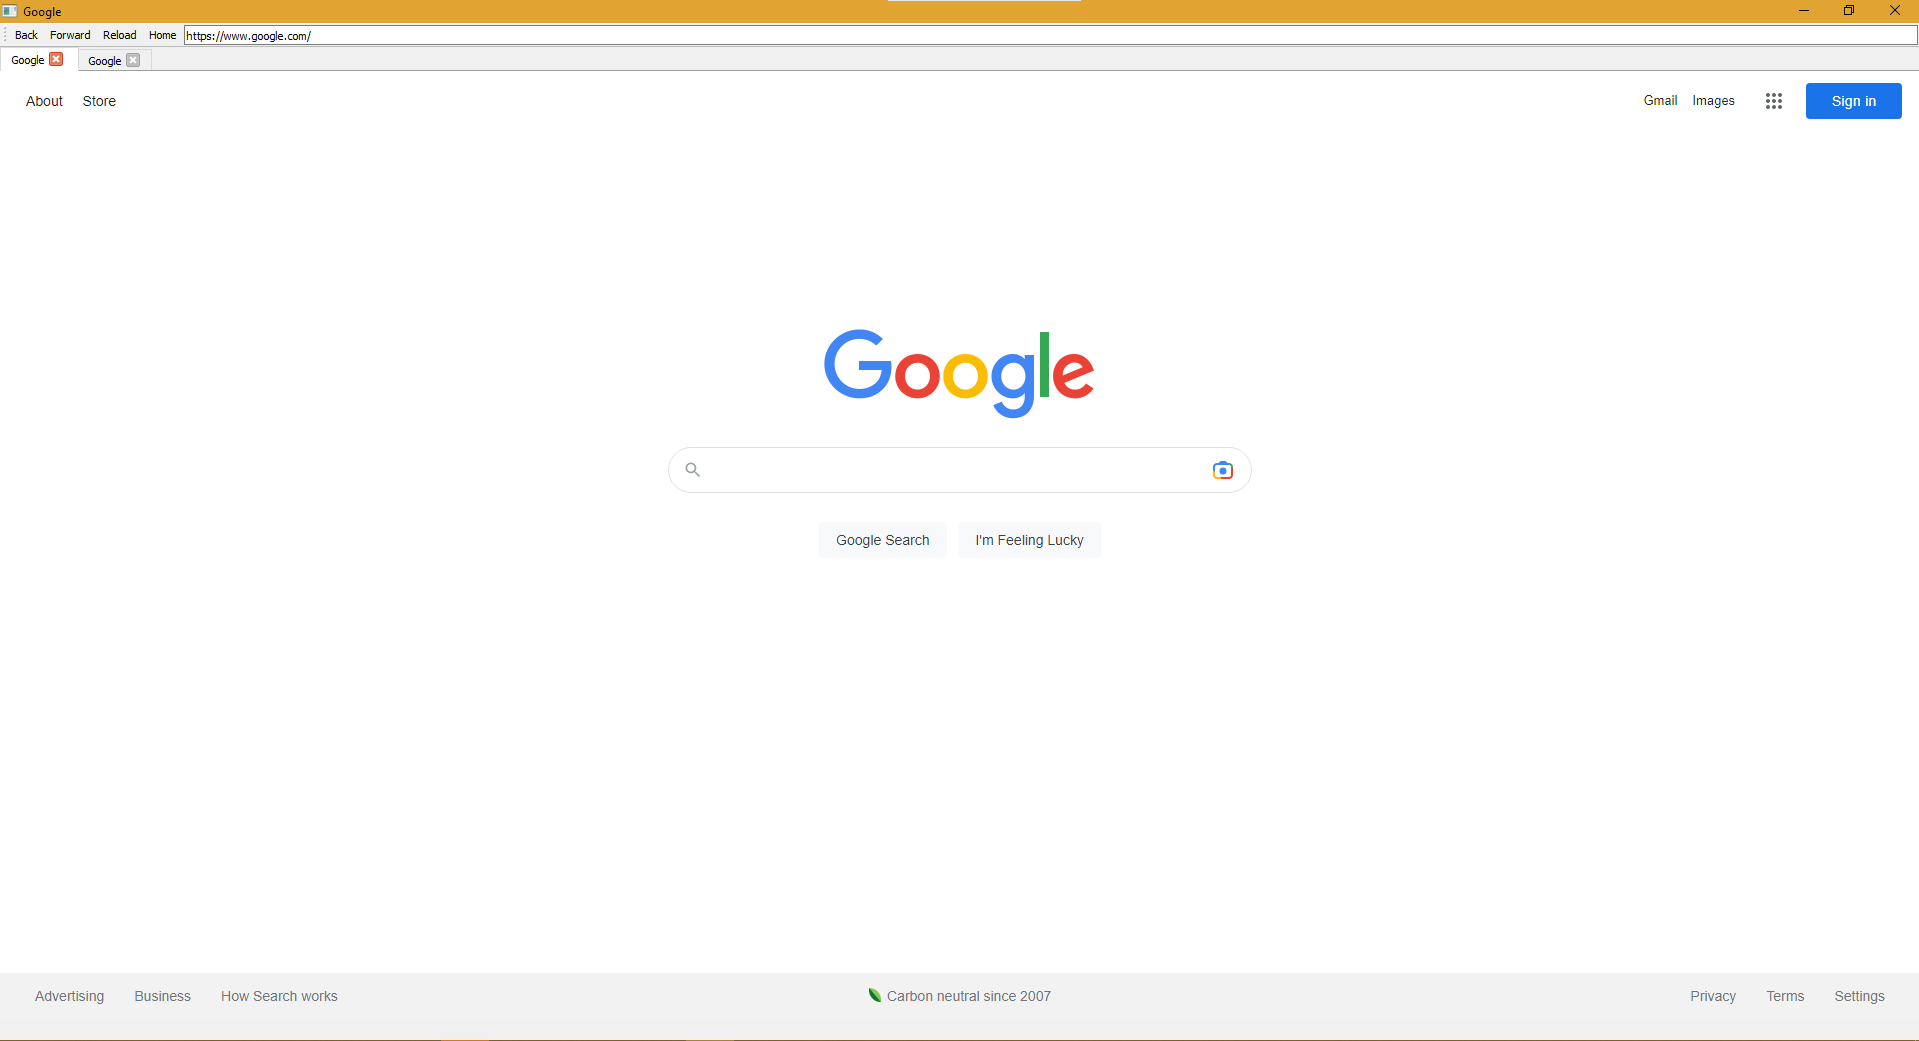 Google
Back Forward Reload Home https://www.google.com/
Google Google
About Store Gmail Images Sign in
Google
Google Search I'm Feeling Lucky
Advertising Business How Search works Carbon neutral since 2007 Privacy Terms Settings